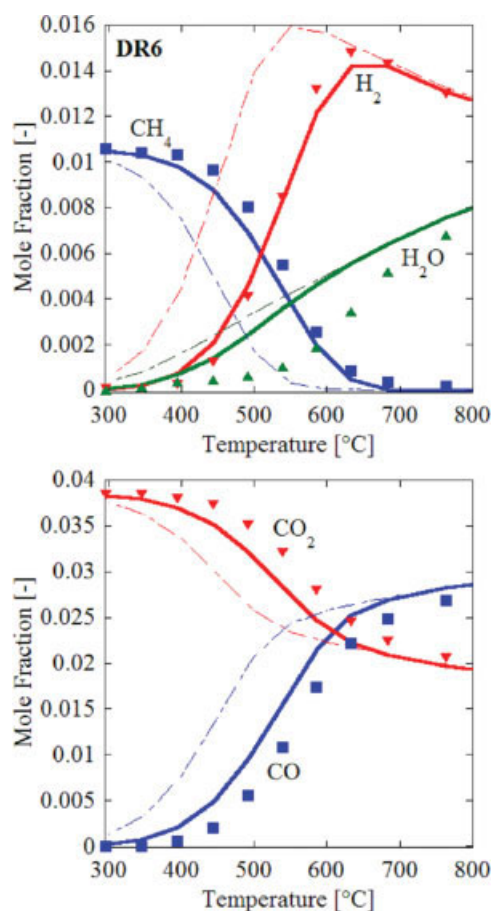 DR6
0.016
0.014
0.012
0.01
0.008
0.006
0.004
0.002
0
Mole Fraction [-]
CH4
H2
H2O
300 400 500 600 700 800
Temperature [°C]
0.04
0.035
0.03
0.025
0.02
0.015
0.01
0.005
0
Mole Fraction [-]
CO2
CO
300 400 500 600 700 800
Temperature [°C]